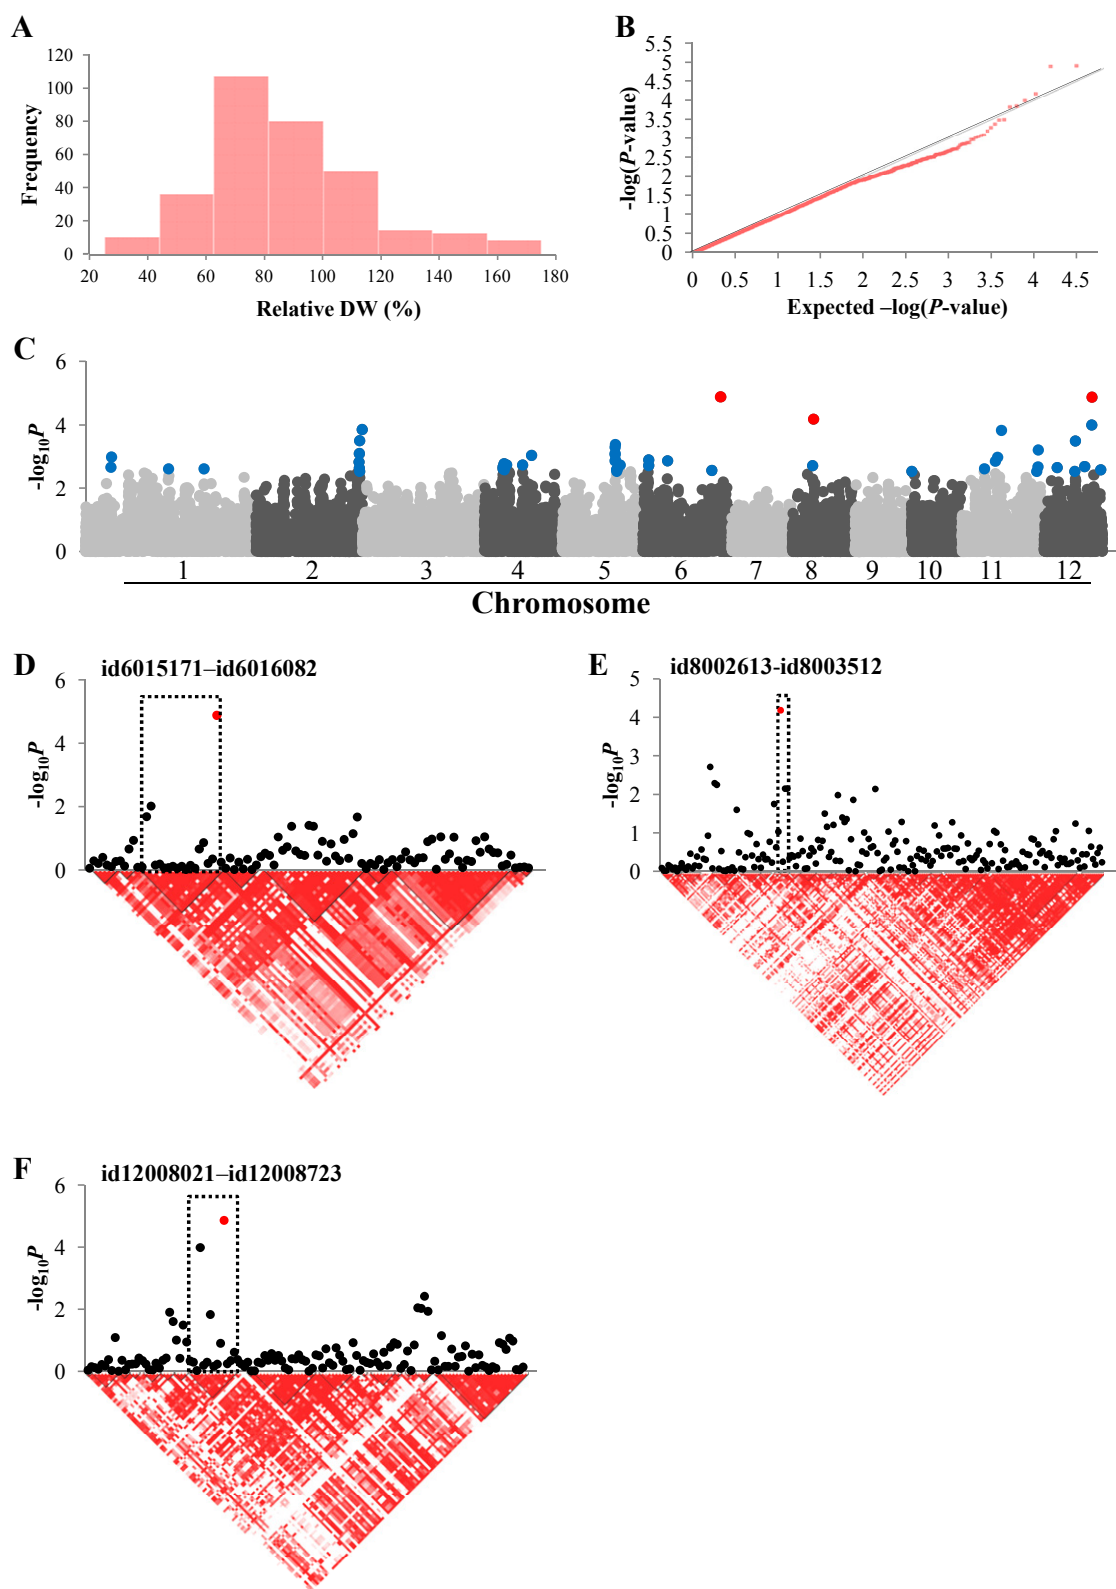 A
120
100
80
60
40
20
0
Frequency
20 40 60 80 100 120 140 160 180
Relative DW (%)
B
5.5
5
4.5
4
3.5
3
2.5
2
1.5
1
0.5
0
-log(P-value)
0 0.5 1 1.5 2 2.5 3 3.5 4 4.5
Expected –log(P-value)
C
6
4
2
0
-log10P
1 2 3 4 5 6 7 8 9 10 11 12
Chromosome
D
id6015171–id6016082
6
4
2
0
-log10P
E
id8002613-id8003512
5
4
3
2
1
0
-log10P
F
id12008021–id12008723
6
4
2
0
-log10P